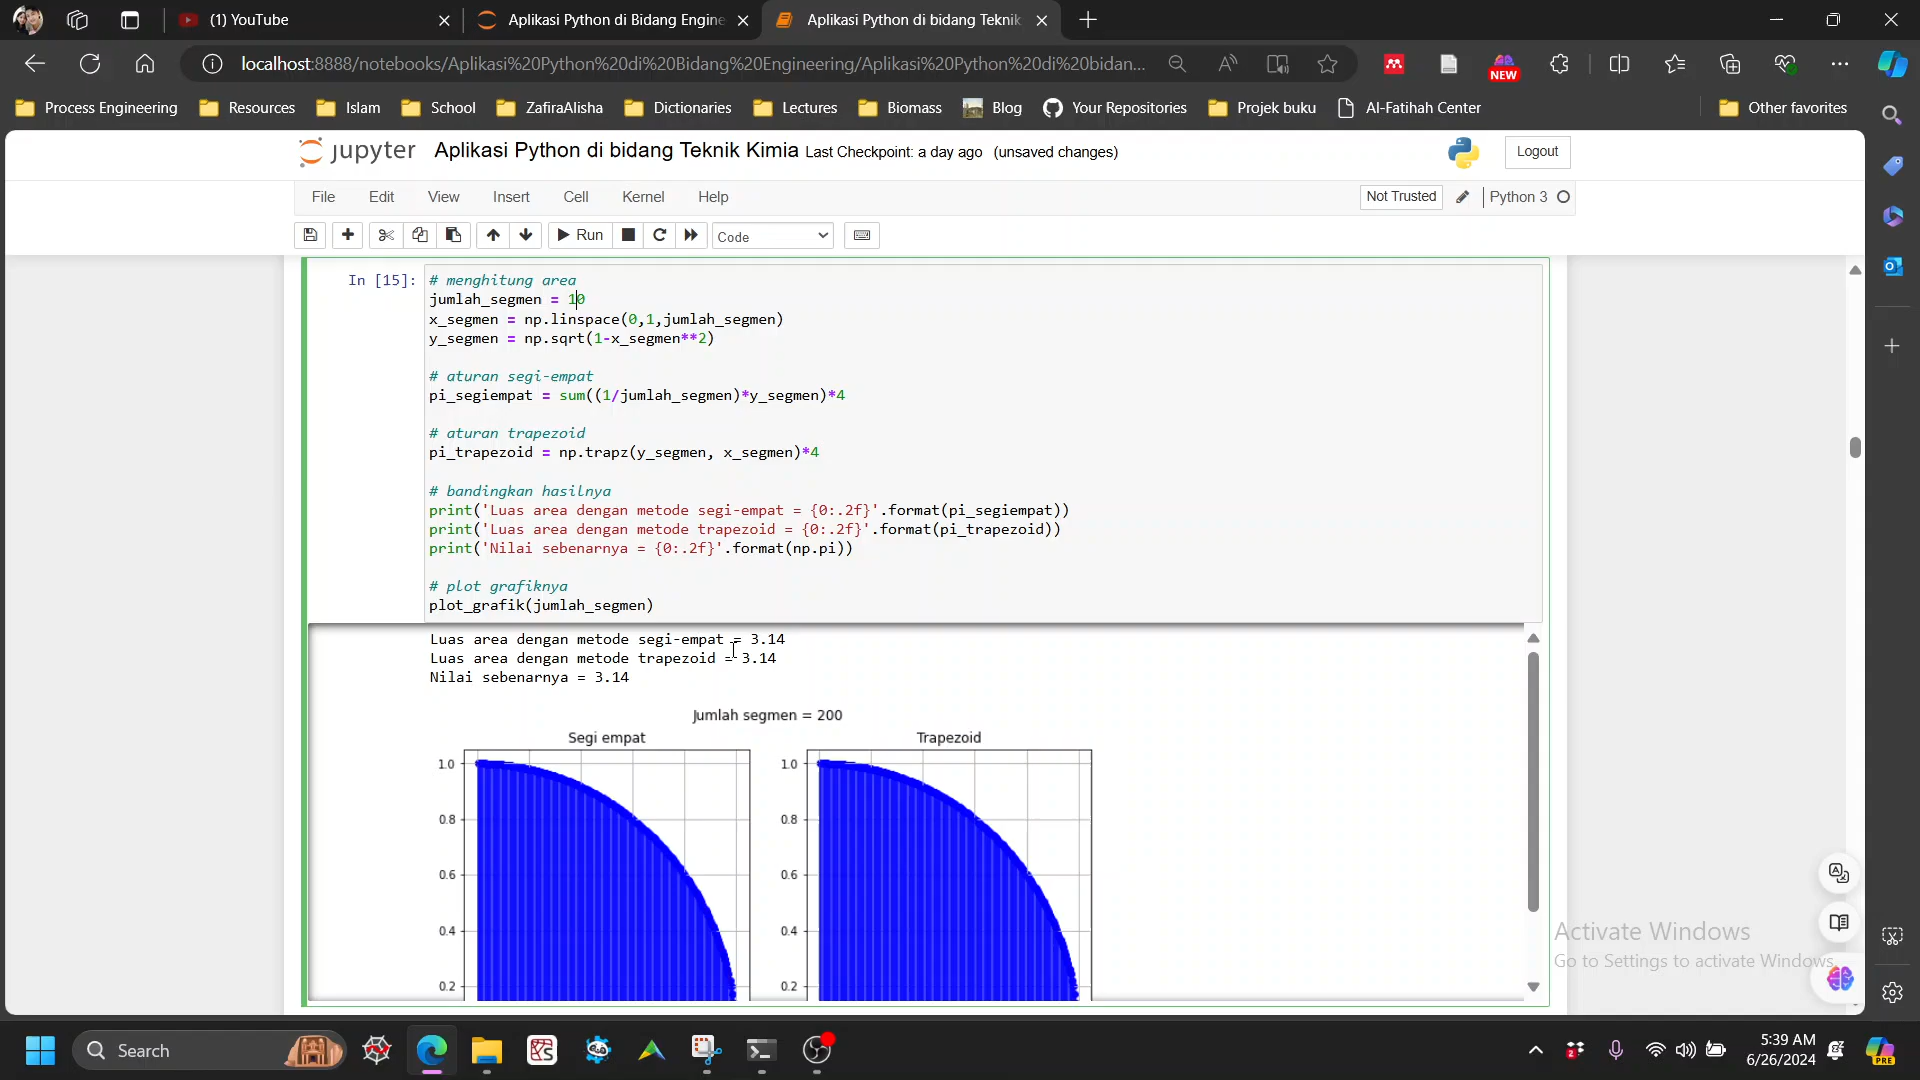 (1) YouTube
Aplikasi Python di Bidang Engine
Aplikasi Python di bidang Teknik
localhost:8888/notebooks/Aplikasi%20Python%20di%20Bidang%20Engineering/Aplikasi%20Python%20di%20bidan...
NEW
Process Engineering
Resources
Islam
School
ZafiraAlisha
Dictionaries
Lectures
Biomass
Blog
Your Repositories
Projek buku
Al-Fatihah Center
Other favorites
jupyter Aplikasi Python di bidang Teknik Kimia Last Checkpoint: a day ago (unsaved changes)
Logout
File Edit View Insert Cell Kernel Help
Not Trusted
Python 3
Run
Code
In [15]:
# menghitung area
jumlah_segmen = 10
x_segmen = np.linspace(0,1,jumlah_segmen)
y_segmen = np.sqrt(1-x_segmen**2)
# aturan segi-empat
pi_segiempat = sum((1/jumlah_segmen)*y_segmen)*4
# aturan trapezoid
pi_trapezoid = np.trapz(y_segmen, x_segmen)*4
# bandingkan hasilnya
print('Luas area dengan metode segi-empat = {0:.2f}'.format(pi_segiempat))
print('Luas area dengan metode trapezoid = {0:.2f}'.format(pi_trapezoid))
print('Nilai sebenarnya = {0:.2f}'.format(np.pi))
# plot grafiknya
plot_grafik(jumlah_segmen)
Luas area dengan metode segi-empat = 3.14
Luas area dengan metode trapezoid = 3.14
Nilai sebenarnya = 3.14
Jumlah segmen = 200
Segi empat
Trapezoid
1.0
0.8
0.6
0.4
0.2
1.0
0.8
0.6
0.4
0.2
Activate Windows
Go to Settings to activate Windows.
Search
5:39 AM
6/26/2024
PRE